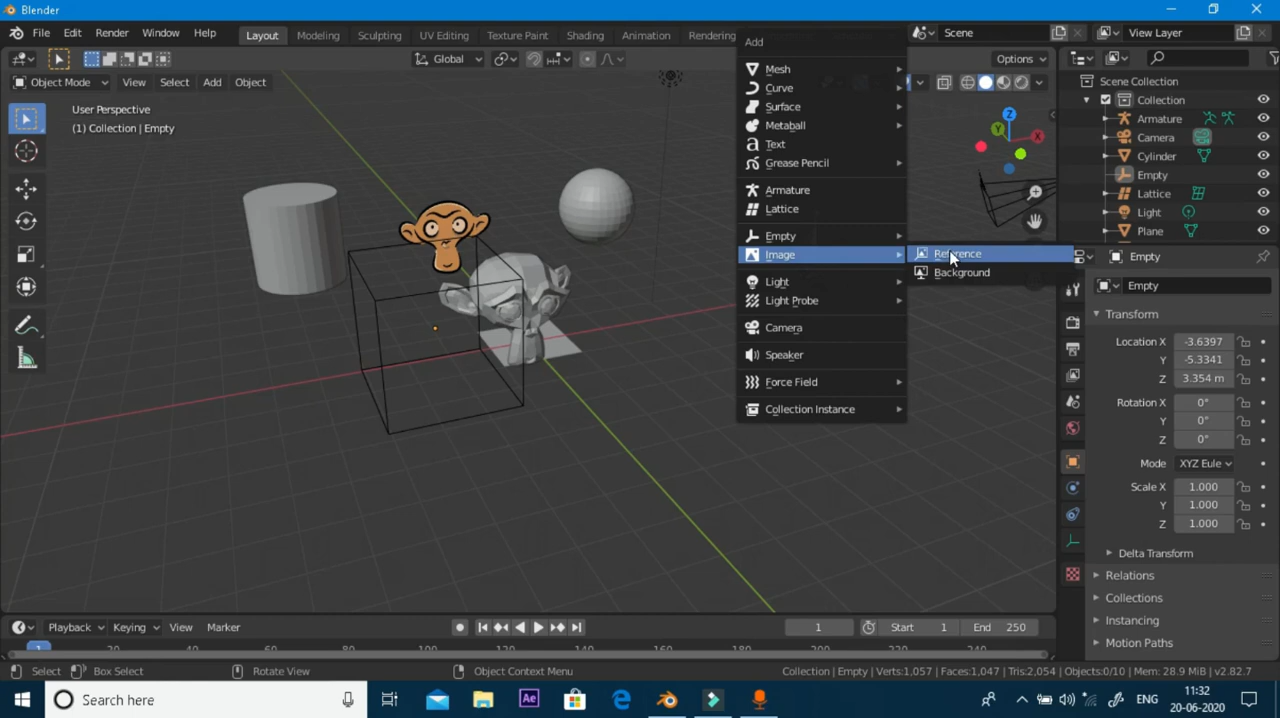 Blender
File Edit Render Window Help
Layout Modeling Sculpting UV Editing Texture Paint Shading Animation Rendering
Scene
View Layer
Global
Options
Object Mode View Select Add Object
User Perspective
(1) Collection | Empty
Add
Mesh
Curve
Surface
Metaball
Text
Grease Pencil
Armature
Lattice
Empty
Image
Light
Light Probe
Camera
Speaker
Force Field
Collection Instance
Reference
Background
Z
Y
X
Scene Collection
Collection
Armature
Camera
Cylinder
Empty
Lattice
Light
Plane
Empty
Empty
Transform
Location X -3.6397
Y -5.3341
Z 3.354 m
Rotation X 0°
Y 0°
Z 0°
Mode XYZ Eule
Scale X 1.000
Y 1.000
Z 1.000
Delta Transform
Relations
Collections
Instancing
Motion Paths
Playback Keying View Marker
1
Start 1 End 250
1
Select Box Select Rotate View Object Context Menu
Collection | Empty | Verts:1,057 | Faces:1,047 | Tris:2,054 | Objects:0/10 | Mem: 28.9 MiB | v2.82.7
Search here
Ae
ENG
11:32
20-06-2020